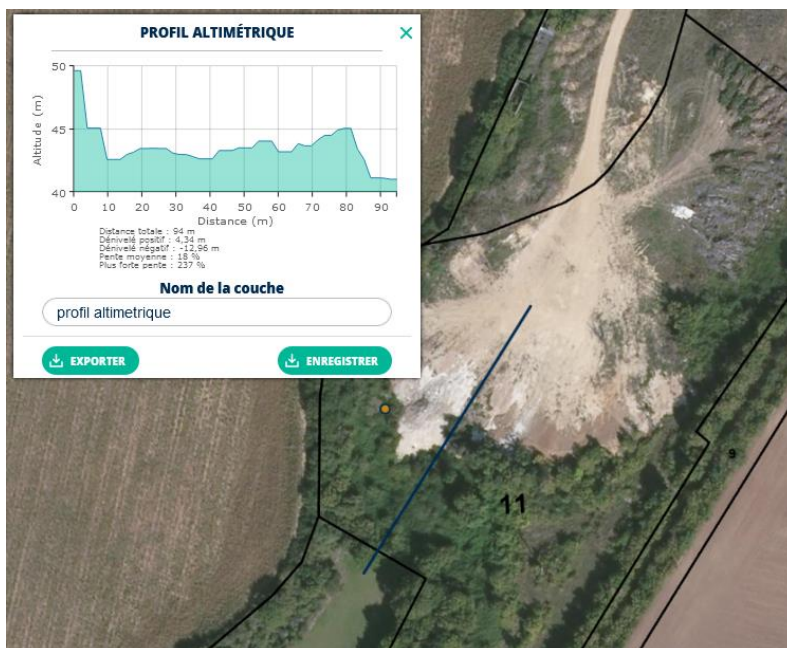 PROFIL ALTIMÉTRIQUE
50
45
40
Altitude (m)
0 10 20 30 40 50 60 70 80 90
Distance (m)
Distance totale : 94 m
Dénivelé positif : 4,34 m
Dénivelé négatif : -12,96 m
Pente moyenne : 18 %
Plus forte pente : 237 %
Nom de la couche
profil altimetrique
EXPORTER
ENREGISTRER
9
11